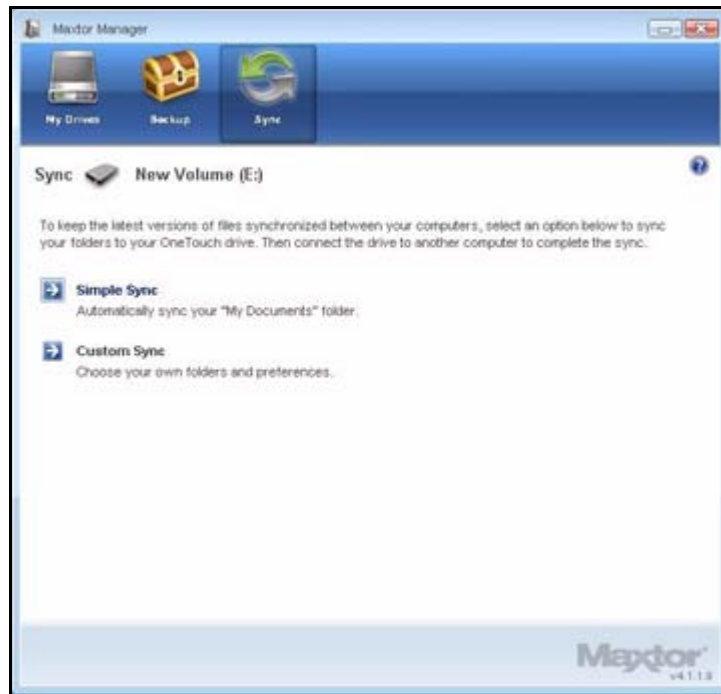 Maxtor Manager
My Drives Backup Sync
Sync New Volume (E:)
To keep the latest versions of files synchronized between your computers, select an option below to sync
your folders to your OneTouch drive. Then connect the drive to another computer to complete the sync.
Simple Sync
Automatically sync your "My Documents" folder.
Custom Sync
Choose your own folders and preferences.
Maxtor